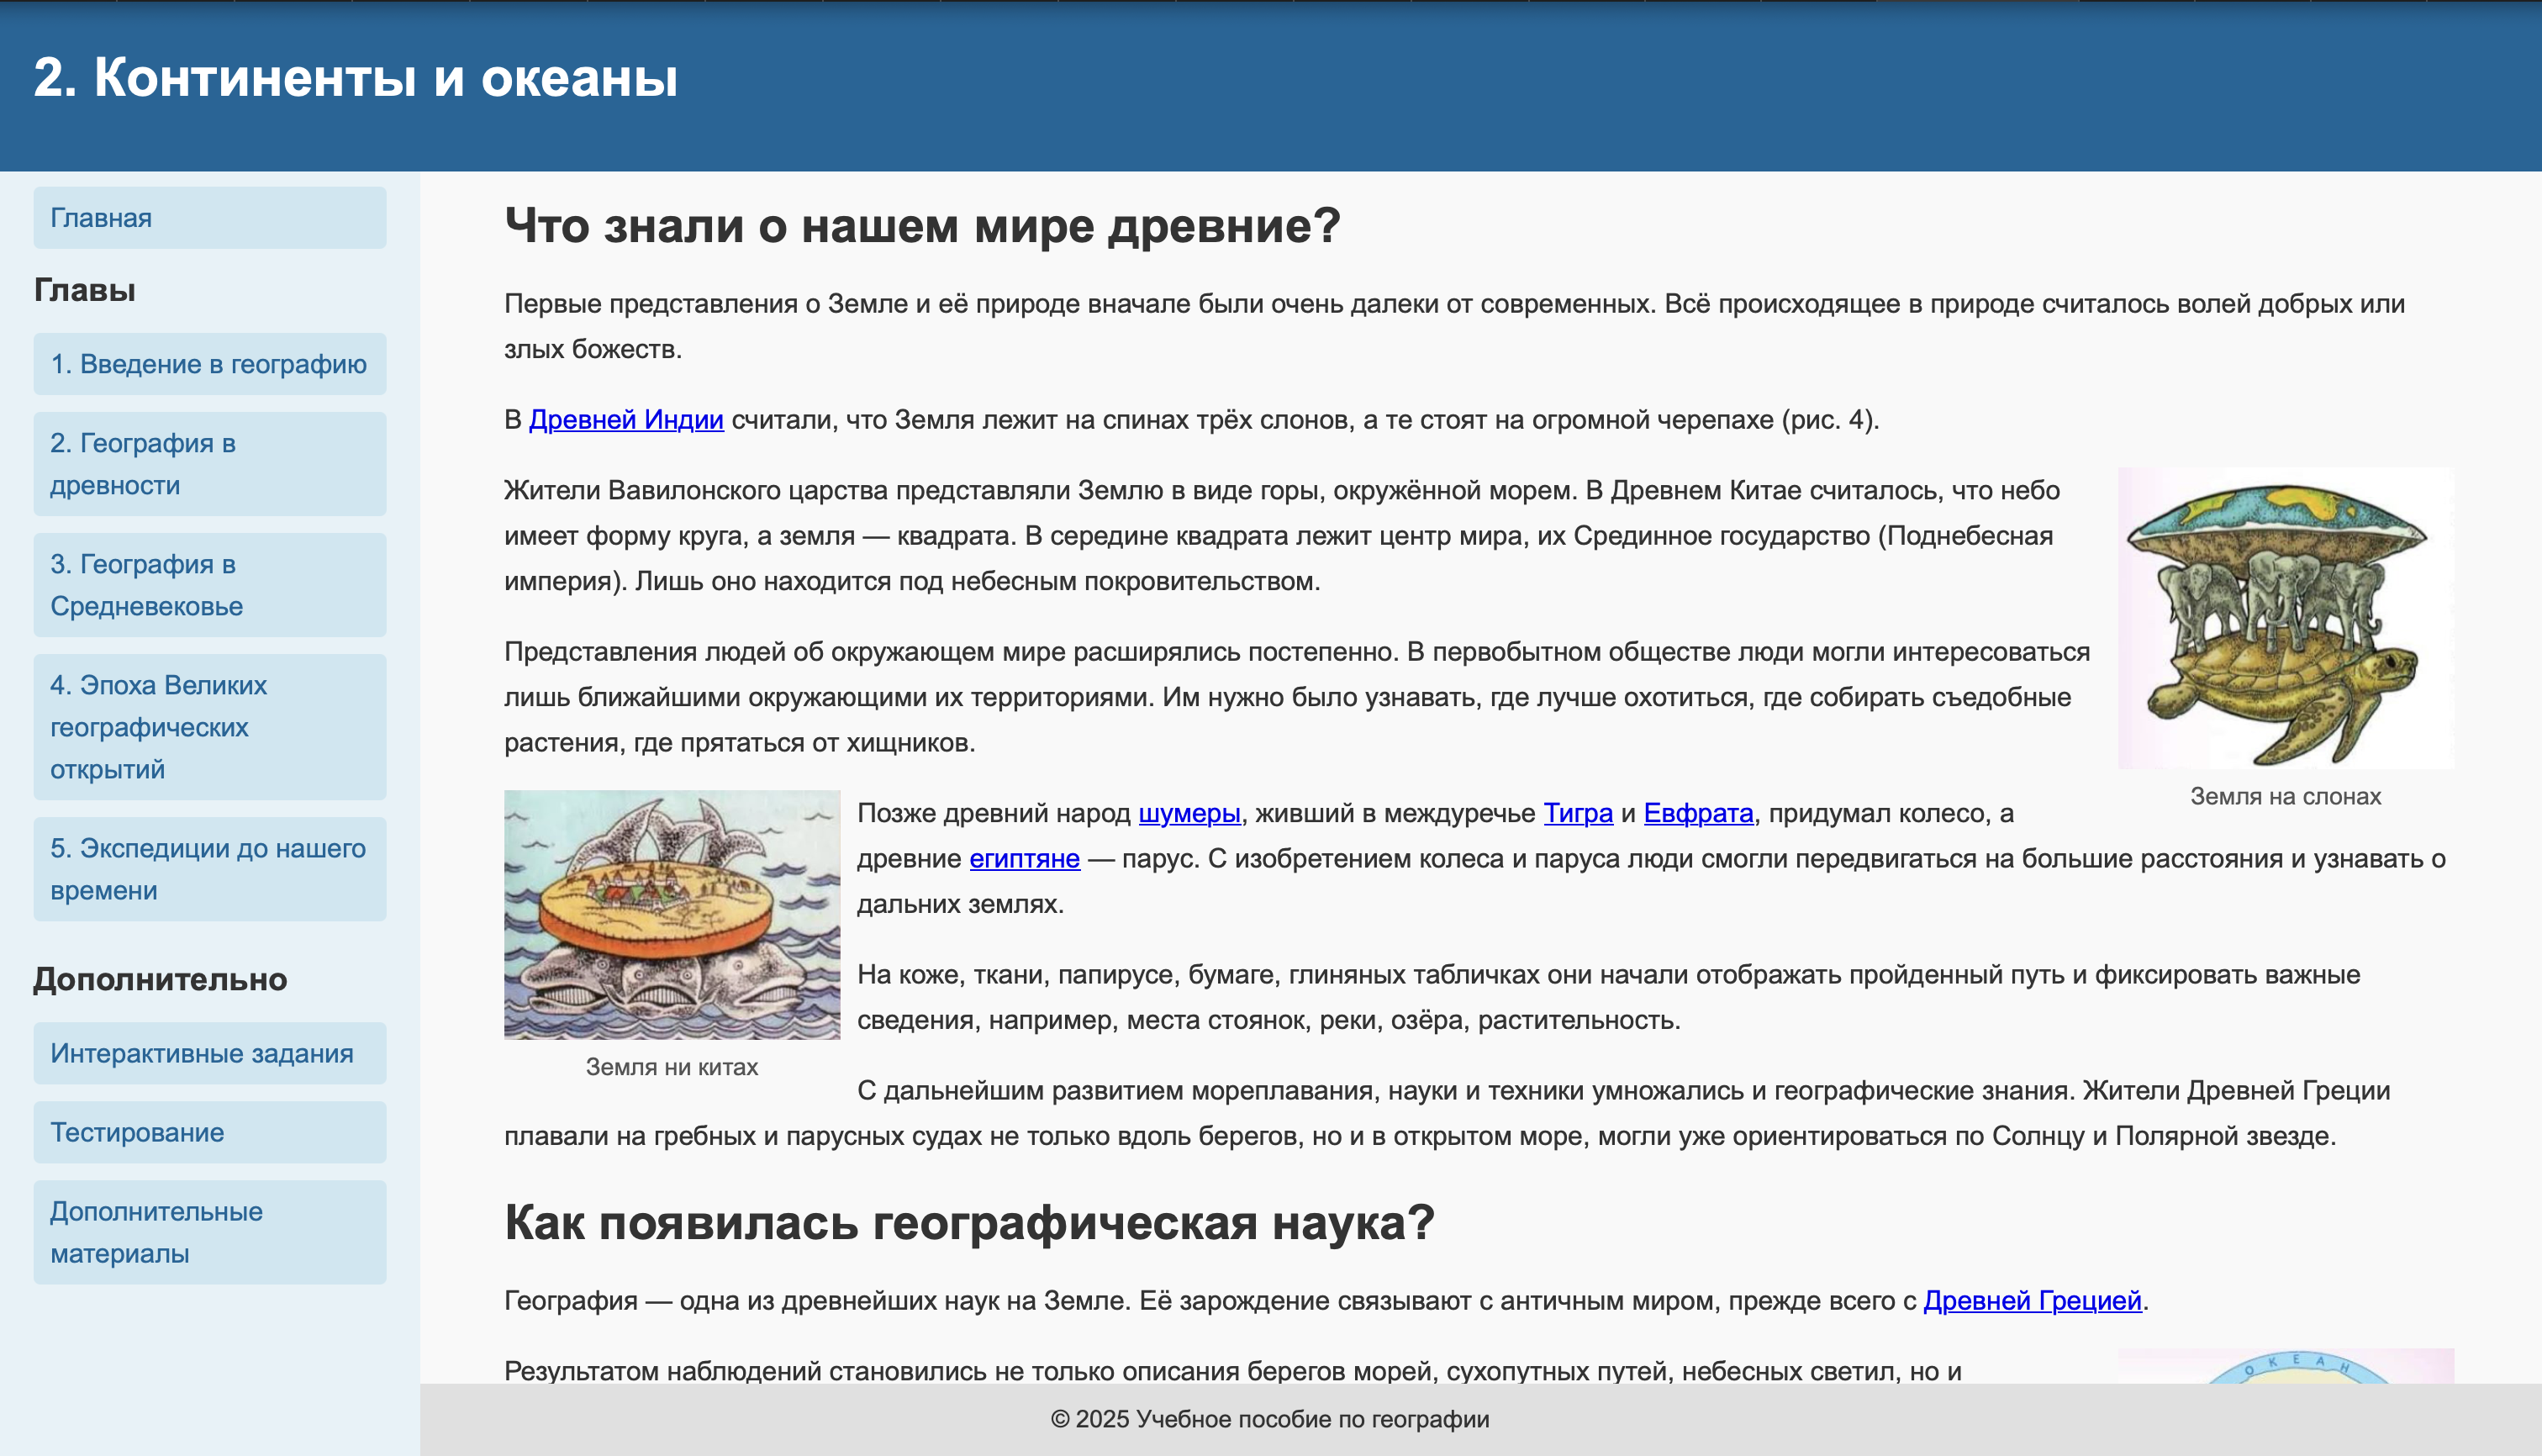 2. Континенты и океаны
Главная
Главы
1. Введение в географию
2. География в
древности
3. География в
Средневековье
4. Эпоха Великих
географических
открытий
5. Экспедиции до нашего
времени
Дополнительно
Интерактивные задания
Тестирование
Дополнительные
материалы
Что знали о нашем мире древние?
Первые представления о Земле и её природе вначале были очень далеки от современных. Всё происходящее в природе считалось волей добрых или
злых божеств.
В Древней Индии считали, что Земля лежит на спинах трёх слонов, а те стоят на огромной черепахе (рис. 4).
Жители Вавилонского царства представляли Землю в виде горы, окружённой морем. В Древнем Китае считалось, что небо
имеет форму круга, а земля — квадрата. В середине квадрата лежит центр мира, их Срединное государство (Поднебесная
империя). Лишь оно находится под небесным покровительством.
Представления людей об окружающем мире расширялись постепенно. В первобытном обществе люди могли интересоваться
лишь ближайшими окружающими их территориями. Им нужно было узнавать, где лучше охотиться, где собирать съедобные
растения, где прятаться от хищников.
Земля на слонах
Позже древний народ шумеры, живший в междуречье Тигра и Евфрата, придумал колесо, а
древние египтяне — парус. С изобретением колеса и паруса люди смогли передвигаться на большие расстояния и узнавать о
дальних землях.
На коже, ткани, папирусе, бумаге, глиняных табличках они начали отображать пройденный путь и фиксировать важные
сведения, например, места стоянок, реки, озёра, растительность.
Земля ни китах
С дальнейшим развитием мореплавания, науки и техники умножались и географические знания. Жители Древней Греции
плавали на гребных и парусных судах не только вдоль берегов, но и в открытом море, могли уже ориентироваться по Солнцу и Полярной звезде.
Как появилась географическая наука?
География — одна из древнейших наук на Земле. Её зарождение связывают с античным миром, прежде всего с Древней Грецией.
Результатом наблюдений становились не только описания берегов морей, сухопутных путей, небесных светил, но и
ОКЕАН
© 2025 Учебное пособие по географии